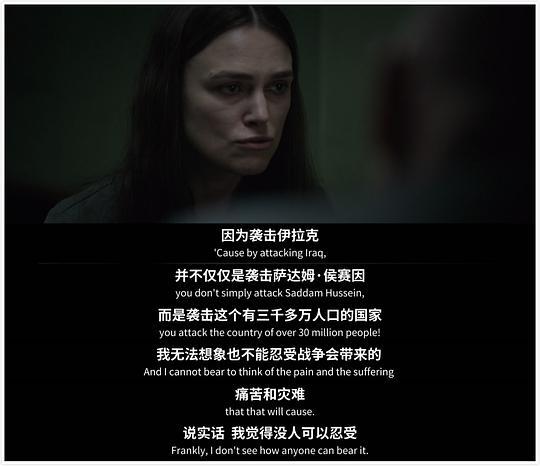 因为袭击伊拉克
'Cause by attacking Iraq,
并不仅仅是袭击萨达姆·侯赛因
you don't simply attack Saddam Hussein,
而是袭击这个有三千多万人口的国家
you attack the country of over 30 million people!
我无法想象也不能忍受战争会带来的
And I cannot bear to think of the pain and the suffering
痛苦和灾难
that that will cause.
说实话 我觉得没人可以忍受
Frankly, I don't see how anyone can bear it.